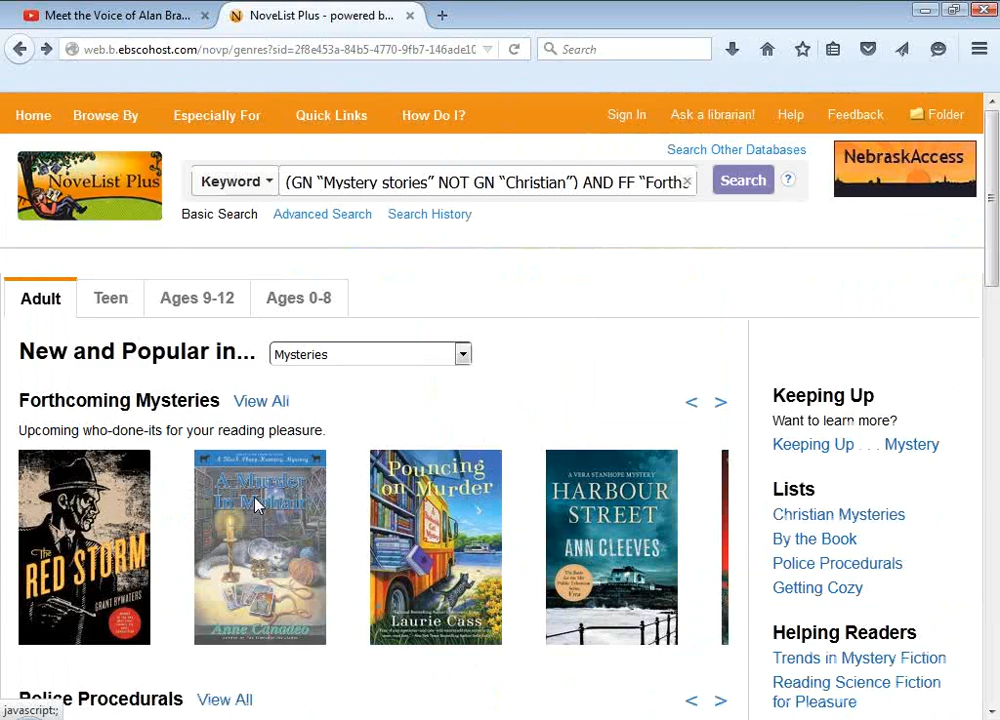 Meet the Voice of Alan Bra...
NoveList Plus - powered b...
web.b.ebscohost.com/novp/genres?sid=2f8e453a-84b5-4770-9fb7-146ade10
Search
Home
Browse By
Especially For
Quick Links
How Do I?
Sign In
Ask a librarian!
Help
Feedback
Folder
Search Other Databases
NoveList Plus
Keyword
(GN “Mystery stories” NOT GN “Christian”) AND FF “Forth
Search
?
NebraskAccess
Basic Search
Advanced Search
Search History
Adult
Teen
Ages 9-12
Ages 0-8
New and Popular in...
Mysteries
Forthcoming Mysteries
View All
<
>
Upcoming who-done-its for your reading pleasure.
The
RED STORM
GRANT BYWATERS
A Murder
Anne Canadeo
Pouncing
on Murder
Laurie Cass
A VERA STANHOPE MYSTERY
HARBOUR
STREET
ANN CLEEVES
Keeping Up
Want to learn more?
Keeping Up . . . Mystery
Lists
Christian Mysteries
By the Book
Police Procedurals
Getting Cozy
Helping Readers
Trends in Mystery Fiction
Reading Science Fiction
for Pleasure
Police Procedurals
View All
<
>
javascript:;